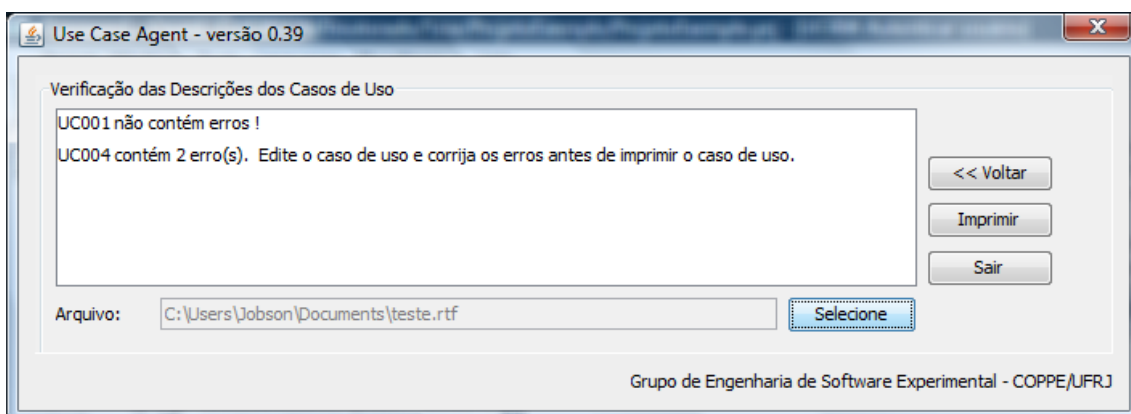 Use Case Agent - versão 0.39
Verificação das Descrições dos Casos de Uso
UC001 não contém erros !
UC004 contém 2 erro(s).  Edite o caso de uso e corrija os erros antes de imprimir o caso de uso.
<< Voltar
Imprimir
Sair
Arquivo: C:\Users\Jobson\Documents\teste.rtf Selecione
Grupo de Engenharia de Software Experimental - COPPE/UFRJ